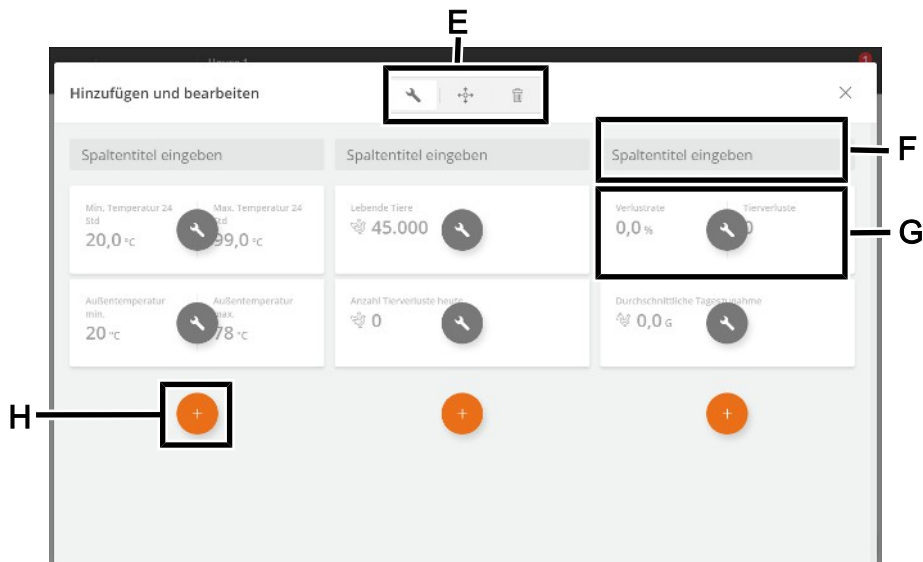 E
1
Hinzufügen und bearbeiten
Spaltentitel eingeben
Spaltentitel eingeben
Spaltentitel eingeben
F
Min. Temperatur 24
Std
20,0 °C
Max. Temperatur 24
Std
99,0 °C
Lebende Tiere
45.000
Verlustrate
0,0 %
Tierverluste
0
G
Außentemperatur
min.
20 °C
Außentemperatur
max.
78 °C
Anzahl Tierverluste heute
0
Durchschnittliche Tageszunahme
0,0 G
H